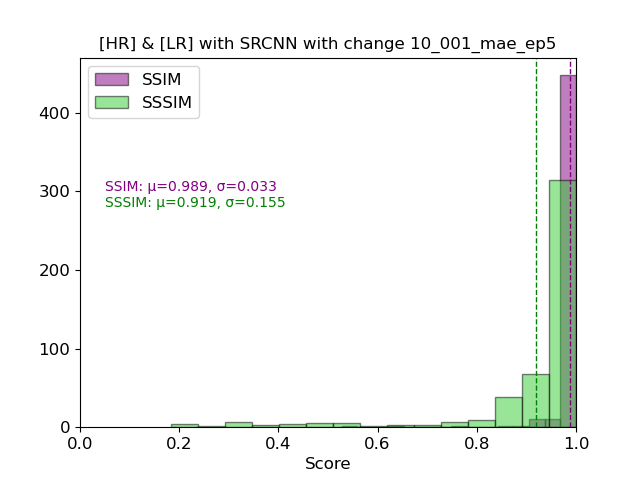 [HR] & [LR] with SRCNN with change 10_001_mae_ep5
SSIM
SSSIM
SSIM: μ=0.989, σ=0.033
SSSIM: μ=0.919, σ=0.155
400
300
200
100
0
0.0 0.2 0.4 0.6 0.8 1.0
Score